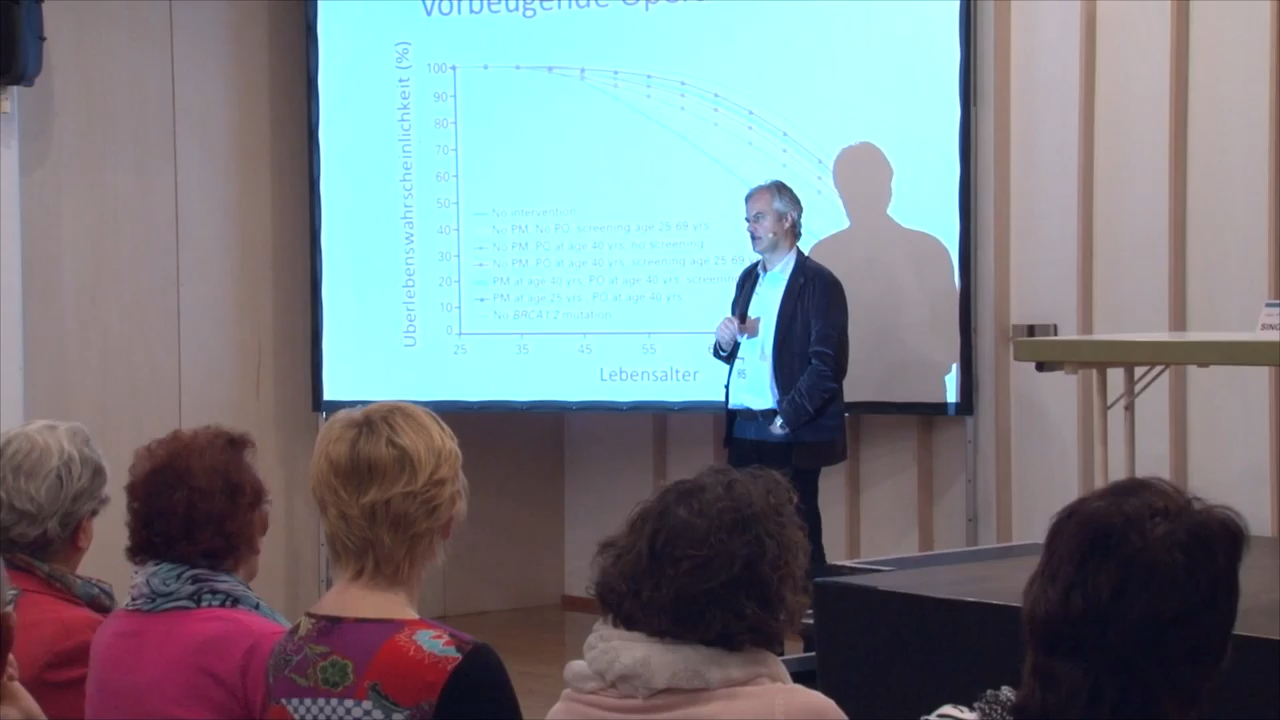 Vorbeugende Oper
Überlebenswahrscheinlichkeit (%)
100
90
80
70
60
50
40
30
20
10
0
No intervention
No PM, No PO, screening age 25-69 yrs
No PM, PO at age 40 yrs, no screening
No PM, PO at age 40 yrs, screening age 25-69 y
PM at age 40 yrs, PO at age 40 yrs, screening
PM at age 25 yrs, PO at age 40 yrs
No BRCA1/2 mutation
25 35 45 55
Lebensalter
SING